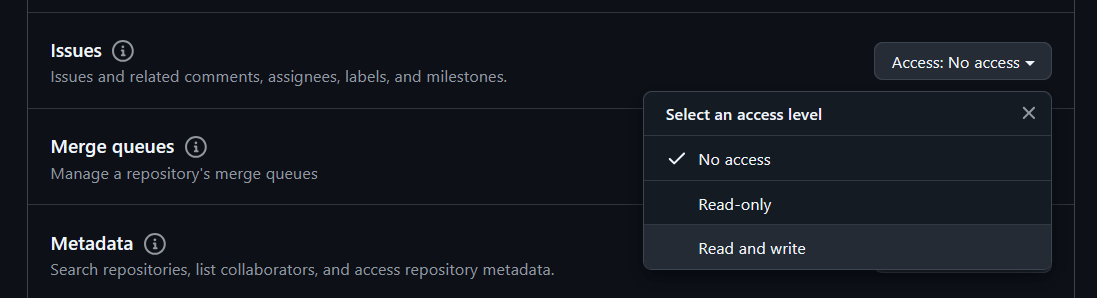 Issues
Issues and related comments, assignees, labels, and milestones.
Access: No access
Select an access level
No access
Read-only
Read and write
Merge queues
Manage a repository's merge queues
Metadata
Search repositories, list collaborators, and access repository metadata.